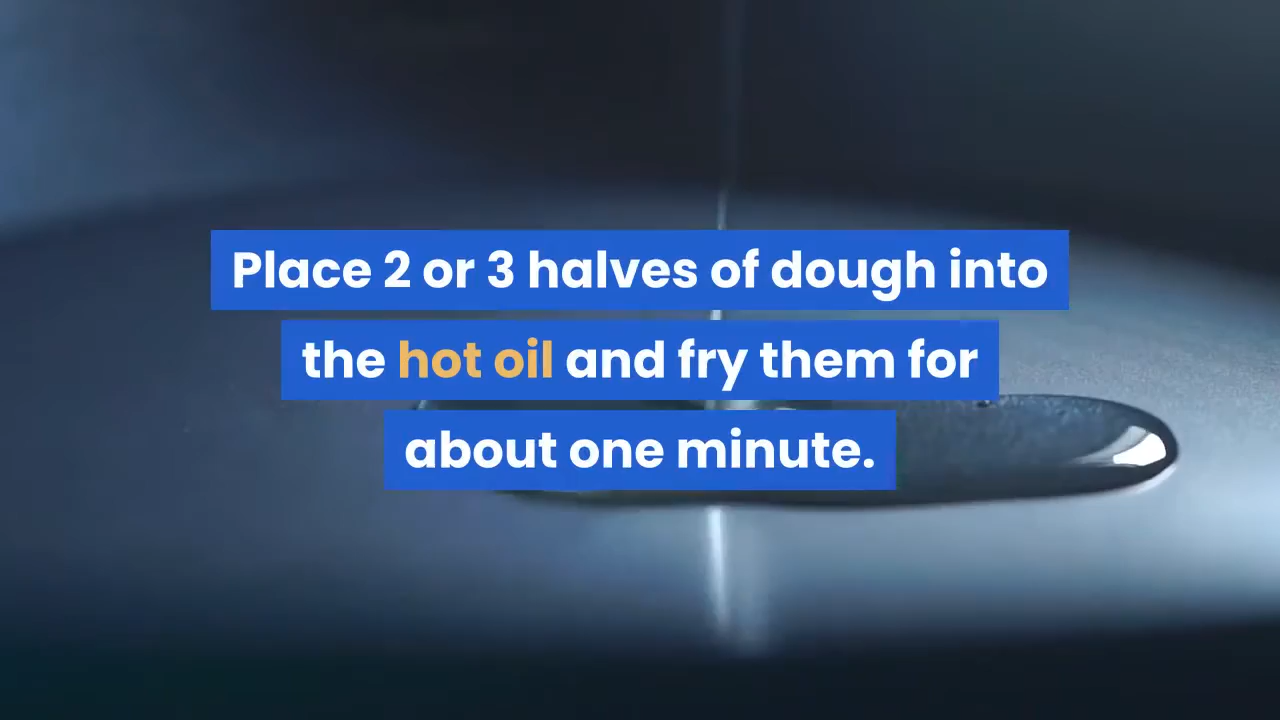 Place 2 or 3 halves of dough into
the hot oil and fry them for
about one minute.